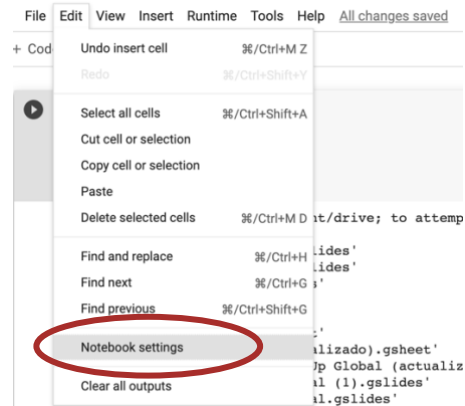 File Edit View Insert Runtime Tools Help All changes saved
+ Cod
Undo insert cell ⌘/Ctrl+M Z
Redo ⌘/Ctrl+Shift+Y
Select all cells ⌘/Ctrl+Shift+A
Cut cell or selection
Copy cell or selection
Paste
Delete selected cells ⌘/Ctrl+M D nt/drive; to attemp
Find and replace ⌘/Ctrl+H lides'
Find next ⌘/Ctrl+G lides'
s'
Find previous ⌘/Ctrl+Shift+G
t'
Notebook settings alizado).gsheet'
Up Global (actualiz
Clear all outputs al (1).gslides'
al.gslides'